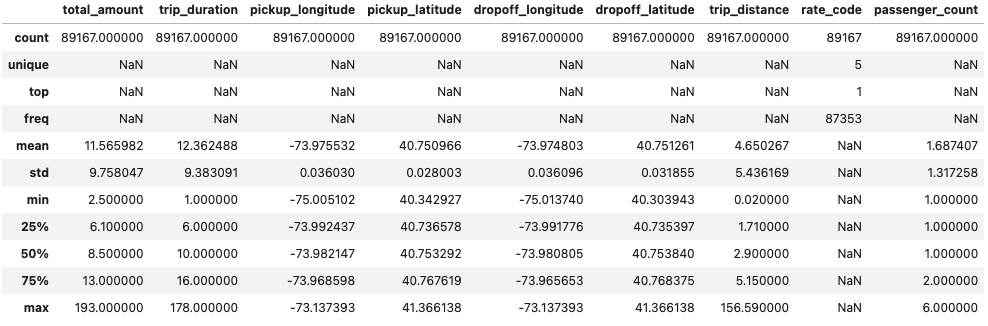 total_amount trip_duration pickup_longitude pickup_latitude dropoff_longitude dropoff_latitude trip_distance rate_code passenger_count
count 89167.000000 89167.000000 89167.000000 89167.000000 89167.000000 89167.000000 89167.000000 89167 89167.000000
unique NaN NaN NaN NaN NaN NaN NaN 5 NaN
top NaN NaN NaN NaN NaN NaN NaN 1 NaN
freq NaN NaN NaN NaN NaN NaN NaN 87353 NaN
mean 11.565982 12.362488 -73.975532 40.750966 -73.974803 40.751261 4.650267 NaN 1.687407
std 9.758047 9.383091 0.036030 0.028003 0.036096 0.031855 5.436169 NaN 1.317258
min 2.500000 1.000000 -75.005102 40.342927 -75.013740 40.303943 0.020000 NaN 1.000000
25% 6.100000 6.000000 -73.992437 40.736578 -73.991776 40.735397 1.710000 NaN 1.000000
50% 8.500000 10.000000 -73.982147 40.753292 -73.980805 40.753840 2.900000 NaN 1.000000
75% 13.000000 16.000000 -73.968598 40.767619 -73.965653 40.768375 5.150000 NaN 2.000000
max 193.000000 178.000000 -73.137393 41.366138 -73.137393 41.366138 156.590000 NaN 6.000000